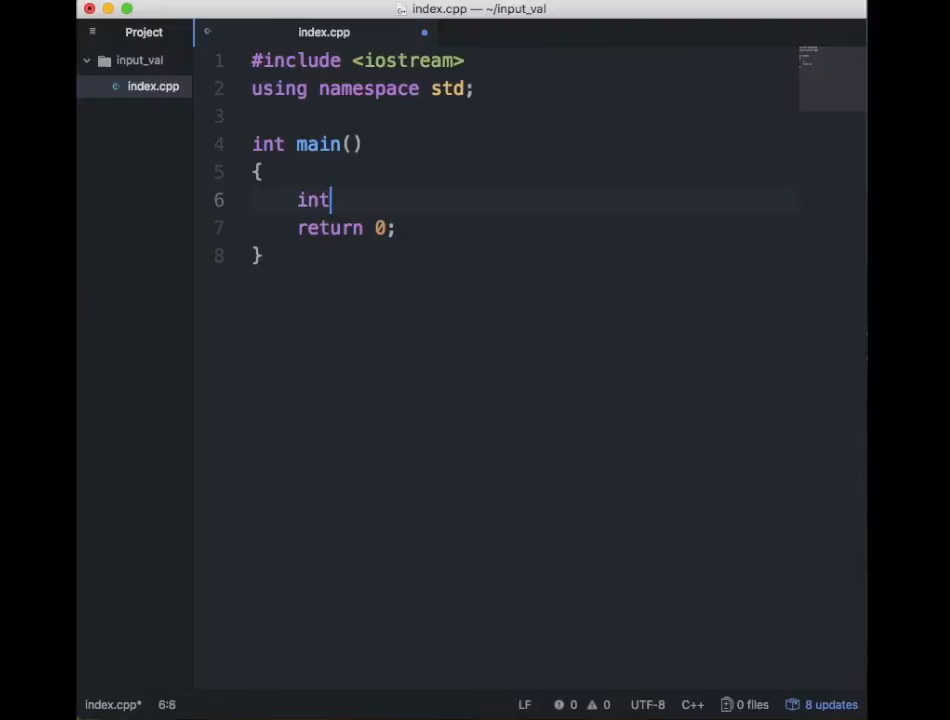 index.cpp — ~/input_val
Project
index.cpp
input_val
index.cpp
1 #include <iostream>
2 using namespace std;
3
4 int main()
5 {
6     int
7     return 0;
8 }
index.cpp* 6:6
LF 0 0 UTF-8 C++ 0 files 8 updates